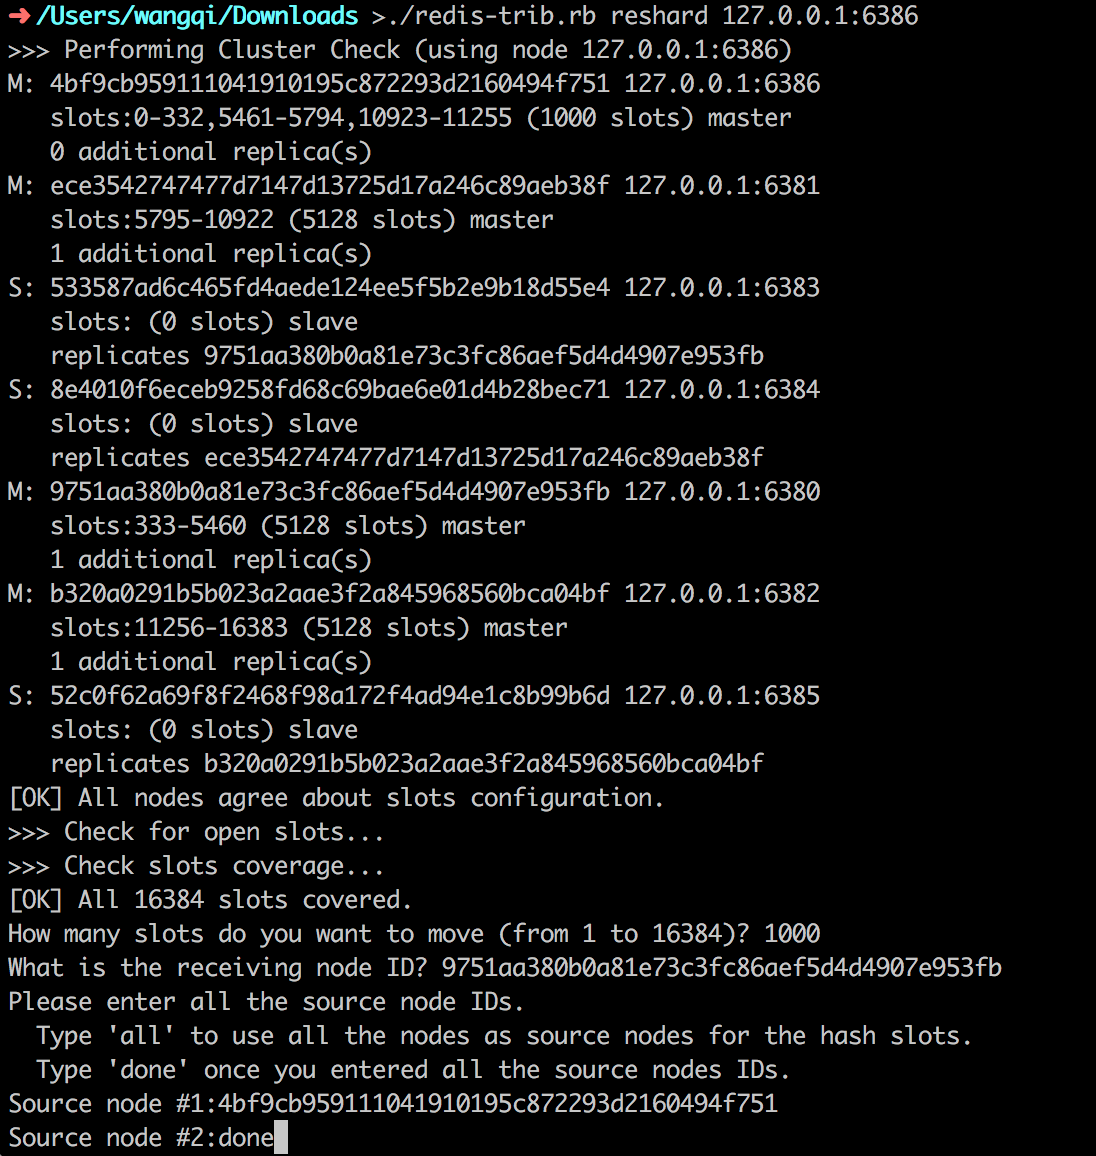 ➜ /Users/wangqi/Downloads >./redis-trib.rb reshard 127.0.0.1:6386
>>> Performing Cluster Check (using node 127.0.0.1:6386)
M: 4bf9cb959111041910195c872293d2160494f751 127.0.0.1:6386
   slots:0-332,5461-5794,10923-11255 (1000 slots) master
   0 additional replica(s)
M: ece3542747477d7147d13725d17a246c89aeb38f 127.0.0.1:6381
   slots:5795-10922 (5128 slots) master
   1 additional replica(s)
S: 533587ad6c465fd4aede124ee5f5b2e9b18d55e4 127.0.0.1:6383
   slots: (0 slots) slave
   replicates 9751aa380b0a81e73c3fc86aef5d4d4907e953fb
S: 8e4010f6eceb9258fd68c69bae6e01d4b28bec71 127.0.0.1:6384
   slots: (0 slots) slave
   replicates ece3542747477d7147d13725d17a246c89aeb38f
M: 9751aa380b0a81e73c3fc86aef5d4d4907e953fb 127.0.0.1:6380
   slots:333-5460 (5128 slots) master
   1 additional replica(s)
M: b320a0291b5b023a2aae3f2a845968560bca04bf 127.0.0.1:6382
   slots:11256-16383 (5128 slots) master
   1 additional replica(s)
S: 52c0f62a69f8f2468f98a172f4ad94e1c8b99b6d 127.0.0.1:6385
   slots: (0 slots) slave
   replicates b320a0291b5b023a2aae3f2a845968560bca04bf
[OK] All nodes agree about slots configuration.
>>> Check for open slots...
>>> Check slots coverage...
[OK] All 16384 slots covered.
How many slots do you want to move (from 1 to 16384)? 1000
What is the receiving node ID? 9751aa380b0a81e73c3fc86aef5d4d4907e953fb
Please enter all the source node IDs.
  Type 'all' to use all the nodes as source nodes for the hash slots.
  Type 'done' once you entered all the source nodes IDs.
Source node #1:4bf9cb959111041910195c872293d2160494f751
Source node #2:done